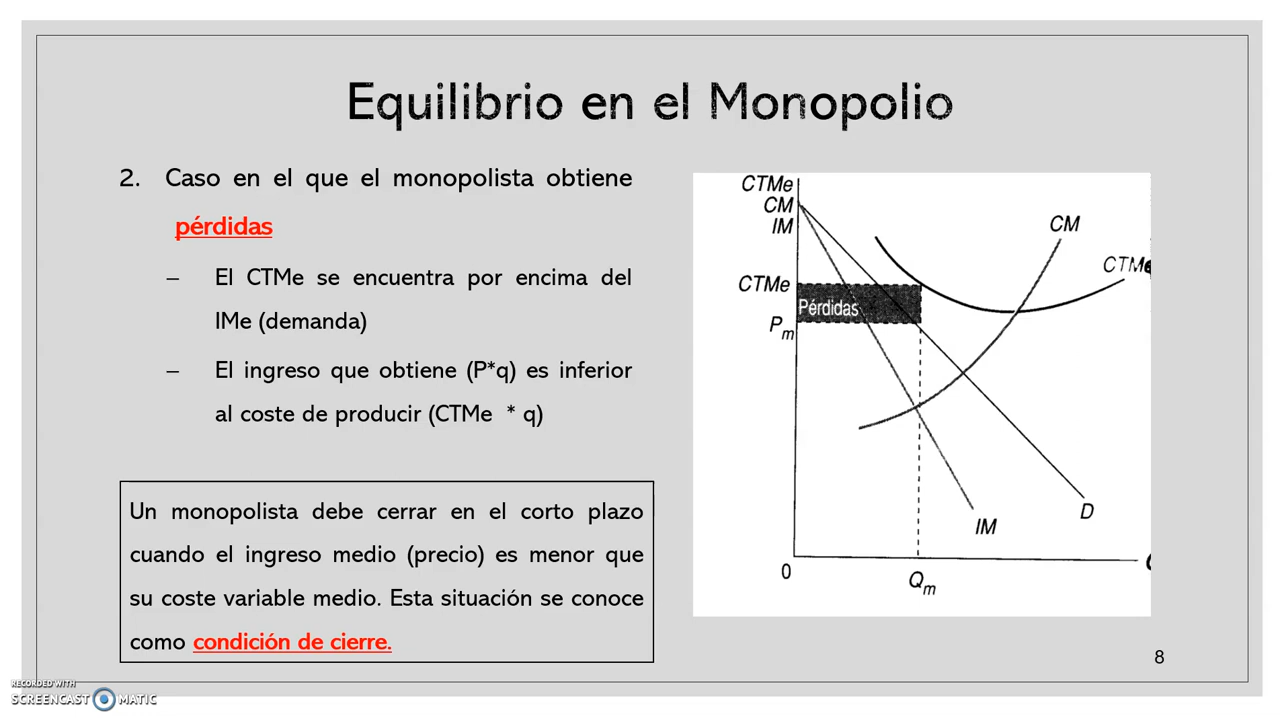 Equilibrio en el Monopolio
2. Caso en el que el monopolista obtiene
pérdidas
– El CTMe se encuentra por encima del
IMe (demanda)
– El ingreso que obtiene (P*q) es inferior
al coste de producir (CTMe * q)
Un monopolista debe cerrar en el corto plazo
cuando el ingreso medio (precio) es menor que
su coste variable medio. Esta situación se conoce
como condición de cierre.
CTMe
CM
IM
CM
CTMe
CTMe
Pérdidas
Pm
D
IM
0
Qm
8
RECORDED WITH
SCREENCAST MATIC